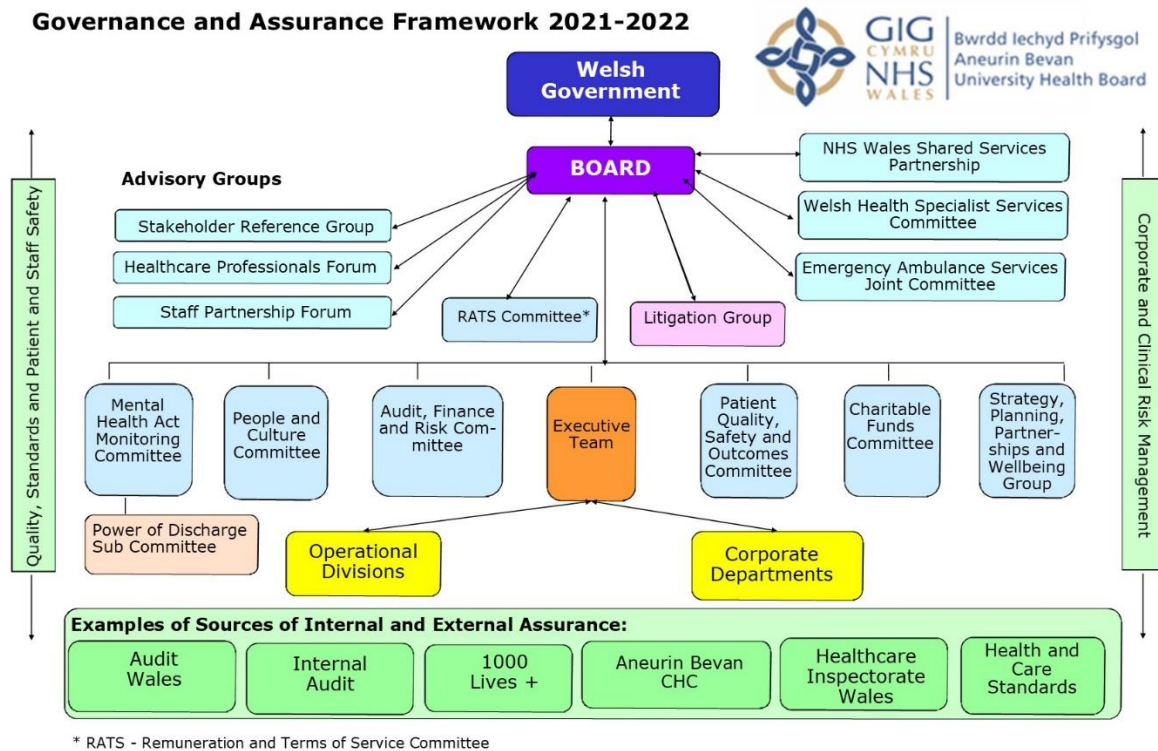 Governance and Assurance Framework 2021-2022
GIG
CYMRU
NHS
WALES
Bwrdd Iechyd Prifysgol
Aneurin Bevan
University Health Board
Welsh
Government
BOARD
NHS Wales Shared Services
Partnership
Welsh Health Specialist Services
Committee
Emergency Ambulance Services
Joint Committee
Advisory Groups
Stakeholder Reference Group
Healthcare Professionals Forum
Staff Partnership Forum
RATS Committee*
Litigation Group
Quality, Standards and Patient and Staff Safety
Corporate and Clinical Risk Management
Mental
Health Act
Monitoring
Committee
People and
Culture
Committee
Audit, Finance
and Risk Com-
mittee
Executive
Team
Patient
Quality,
Safety and
Outcomes
Committee
Charitable
Funds
Committee
Strategy,
Planning,
Partner-
ships and
Wellbeing
Group
Power of Discharge
Sub Committee
Operational
Divisions
Corporate
Departments
Examples of Sources of Internal and External Assurance:
Audit
Wales
Internal
Audit
1000
Lives +
Aneurin Bevan
CHC
Healthcare
Inspectorate
Wales
Health and
Care
Standards
* RATS - Remuneration and Terms of Service Committee